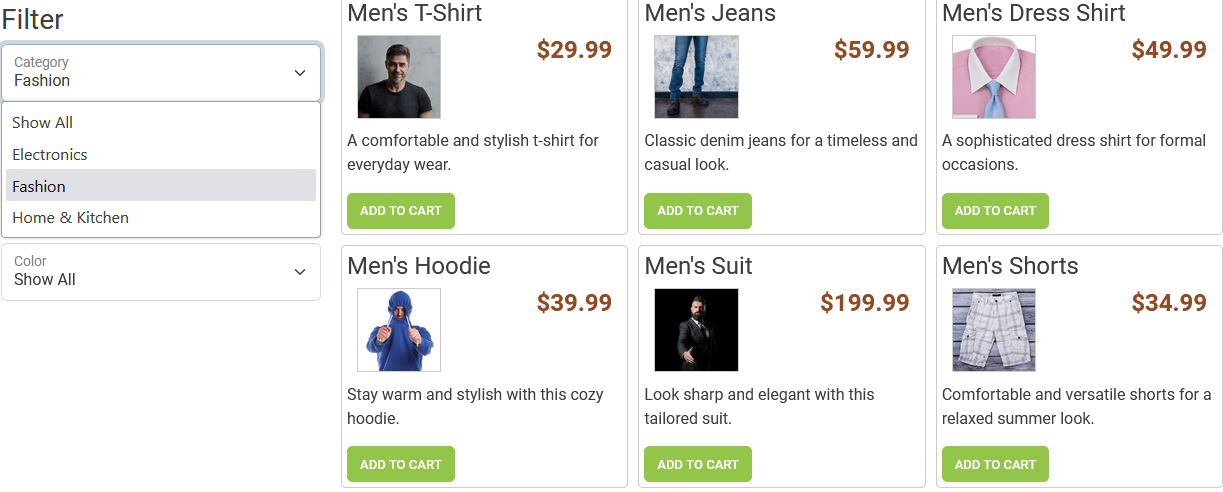 Filter
Category
Fashion
Show All
Electronics
Fashion
Home & Kitchen
Color
Show All
Men's T-Shirt
$29.99
A comfortable and stylish t-shirt for
everyday wear.
ADD TO CART
Men's Jeans
$59.99
Classic denim jeans for a timeless and
casual look.
ADD TO CART
Men's Dress Shirt
$49.99
A sophisticated dress shirt for formal
occasions.
ADD TO CART
Men's Hoodie
$39.99
Stay warm and stylish with this cozy
hoodie.
ADD TO CART
Men's Suit
$199.99
Look sharp and elegant with this
tailored suit.
ADD TO CART
Men's Shorts
$34.99
Comfortable and versatile shorts for a
relaxed summer look.
ADD TO CART